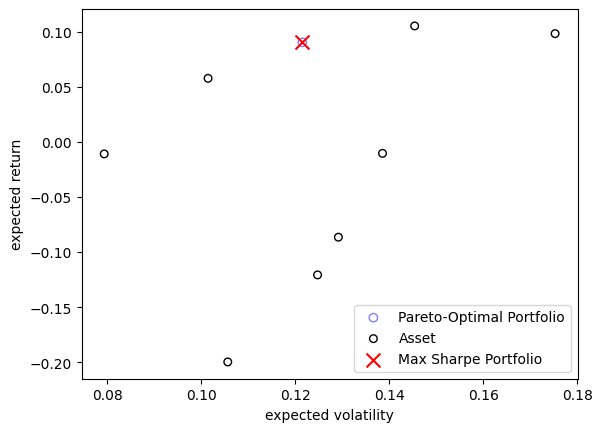 0.10
0.05
0.00
−0.05
−0.10
−0.15
−0.20
expected return
Pareto-Optimal Portfolio
Asset
Max Sharpe Portfolio
0.08
0.10
0.12
0.14
0.16
0.18
expected volatility